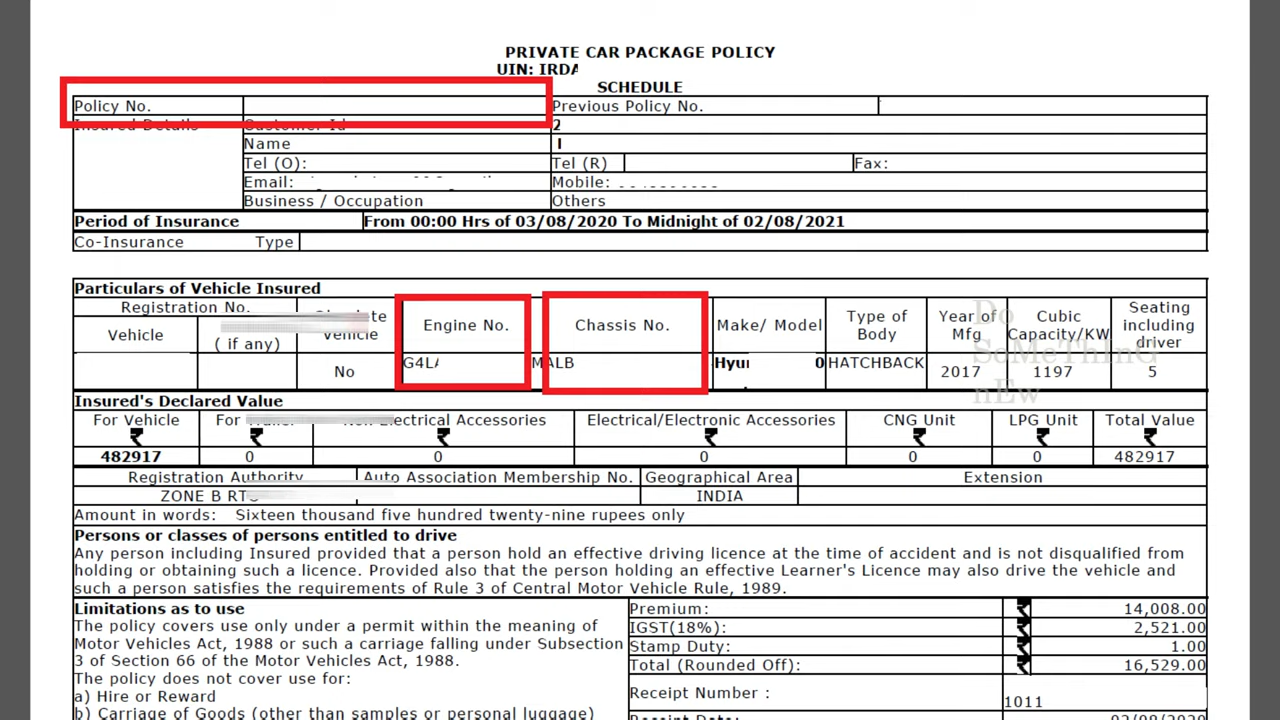 PRIVATE CAR PACKAGE POLICY
UIN: IRDA
SCHEDULE
Policy No. Previous Policy No.
Insured Details Customer Id 2
Name
Tel (O): Tel (R) Fax:
Email: Mobile:
Business / Occupation Others
Period of Insurance From 00:00 Hrs of 03/08/2020 To Midnight of 02/08/2021
Co-Insurance Type
Particulars of Vehicle Insured
Registration No. Engine No. Chassis No. Make/ Model Type of Body Year of Mfg Cubic Capacity/KW Seating including driver
Vehicle ( if any) Vehicle
No G4LA MALB Hyun 0 HATCHBACK 2017 1197 5
Do
SoMeThInG
nEw
Insured's Declared Value
For Vehicle For Electrical Accessories Electrical/Electronic Accessories CNG Unit LPG Unit Total Value
₹ ₹ ₹ ₹ ₹ ₹ ₹
482917 0 0 0 0 0 482917
Registration Authority Auto Association Membership No. Geographical Area Extension
ZONE B RTO INDIA
Amount in words: Sixteen thousand five hundred twenty-nine rupees only
Persons or classes of persons entitled to drive
Any person including Insured provided that a person hold an effective driving licence at the time of accident and is not disqualified from
holding or obtaining such a licence. Provided also that the person holding an effective Learner's Licence may also drive the vehicle and
such a person satisfies the requirements of Rule 3 of Central Motor Vehicle Rule, 1989.
Limitations as to use
The policy covers use only under a permit within the meaning of
Motor Vehicles Act, 1988 or such a carriage falling under Subsection
3 of Section 66 of the Motor Vehicles Act, 1988.
The policy does not cover use for:
a) Hire or Reward
b) Carriage of Goods (other than samples or personal luggage)
Premium: ₹ 14,008.00
IGST(18%): ₹ 2,521.00
Stamp Duty: ₹ 1.00
Total (Rounded Off): ₹ 16,529.00
Receipt Number : 1011
Receipt Date: 02/08/2020